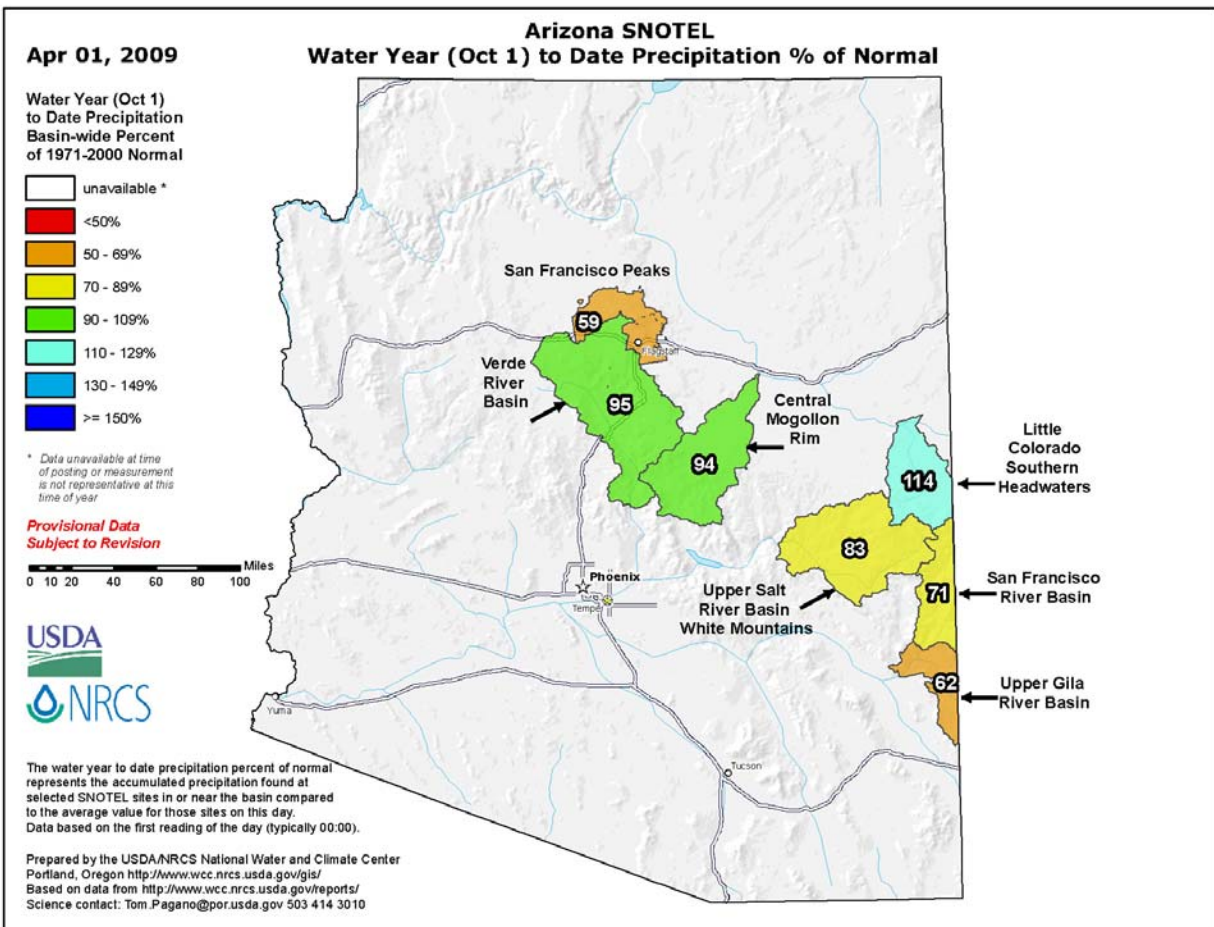 Arizona SNOTEL
Water Year (Oct 1) to Date Precipitation % of Normal
Apr 01, 2009
Water Year (Oct 1)
to Date Precipitation
Basin-wide Percent
of 1971-2000 Normal
unavailable *
<50%
50 - 69%
70 - 89%
90 - 109%
110 - 129%
130 - 149%
>= 150%
* Data unavailable at time
of posting or measurement
is not representative at this
time of year
Provisional Data
Subject to Revision
Miles
0 10 20 40 60 80 100
USDA
NRCS
San Francisco Peaks
59
Flagstaff
Verde
River
Basin
95
Central
Mogollon
Rim
94
Little
Colorado
Southern
Headwaters
114
83
Upper Salt
River Basin
White Mountains
San Francisco
River Basin
71
62
Upper Gila
River Basin
Phoenix
Tempe
Yuma
Tucson
The water year to date precipitation percent of normal
represents the accumulated precipitation found at
selected SNOTEL sites in or near the basin compared
to the average value for those sites on this day.
Data based on the first reading of the day (typically 00:00).
Prepared by the USDA/NRCS National Water and Climate Center
Portland, Oregon http://www.wcc.nrcs.usda.gov/gis/
Based on data from http://www.wcc.nrcs.usda.gov/reports/
Science contact: Tom.Pagano@por.usda.gov 503 414 3010